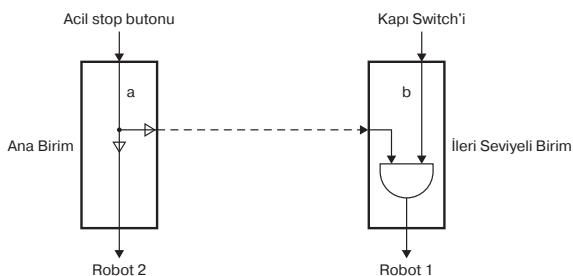 Acil stop butonu
Kapı Switch'i
a
b
Ana Birim
İleri Seviyeli Birim
Robot 2
Robot 1